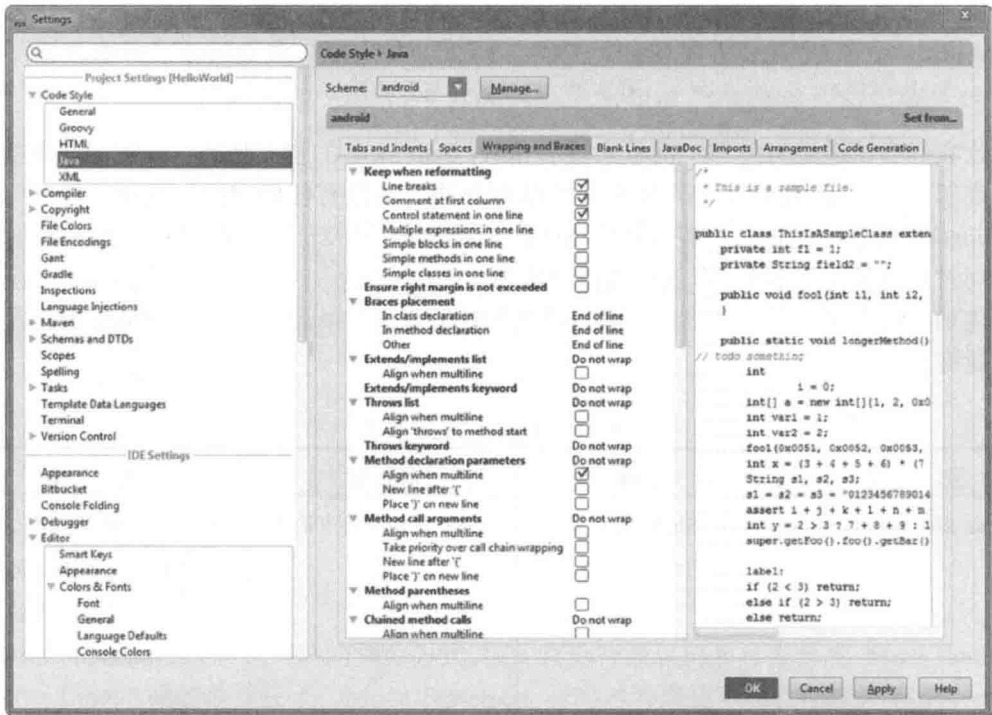 Settings
Code Style › Java
Project Settings [HelloWorld]
Code Style
General
Groovy
HTML
Java
XML
Compiler
Copyright
File Colors
File Encodings
Gant
Gradle
Inspections
Language Injections
Maven
Schemas and DTDs
Scopes
Spelling
Tasks
Template Data Languages
Terminal
Version Control
IDE Settings
Appearance
Bitbucket
Console Folding
Debugger
Editor
Smart Keys
Appearance
Colors & Fonts
Font
General
Language Defaults
Console Colors
Scheme: android Manage...
android Set from...
Tabs and Indents Spaces Wrapping and Braces Blank Lines JavaDoc Imports Arrangement Code Generation
Keep when reformatting
Line breaks
Comment at first column
Control statement in one line
Multiple expressions in one line
Simple blocks in one line
Simple methods in one line
Simple classes in one line
Ensure right margin is not exceeded
Braces placement
In class declaration End of line
In method declaration End of line
Other End of line
Extends/implements list Do not wrap
Align when multiline
Extends/implements keyword Do not wrap
Throws list Do not wrap
Align when multiline
Align 'throws' to method start
Throws keyword Do not wrap
Method declaration parameters Do not wrap
Align when multiline
New line after '('
Place ')' on new line
Method call arguments Do not wrap
Align when multiline
Take priority over call chain wrapping
New line after '('
Place ')' on new line
Method parentheses
Align when multiline
Chained method calls Do not wrap
Align when multiline
/*
* This is a sample file.
*/
public class ThisIsASampleClass exten
private int f1 = 1;
private String field2 = "";
public void foo1(int i1, int i2,
}
public static void longerMethod()
// todo something
int
i = 0;
int[] a = new int[]{1, 2, 0x0
int var1 = 1;
int var2 = 2;
foo1(0x0051, 0x0052, 0x0053,
int x = (3 + 4 + 5 + 6) * (7
String s1, s2, s3;
s1 = s2 = s3 = "0123456789014
assert i + j + k + l + n + m
int y = 2 > 3 ? 7 + 8 + 9 : 1
super.getFoo().foo().getBar()
label:
if (2 < 3) return;
else if (2 > 3) return;
else return;
OK Cancel Apply Help